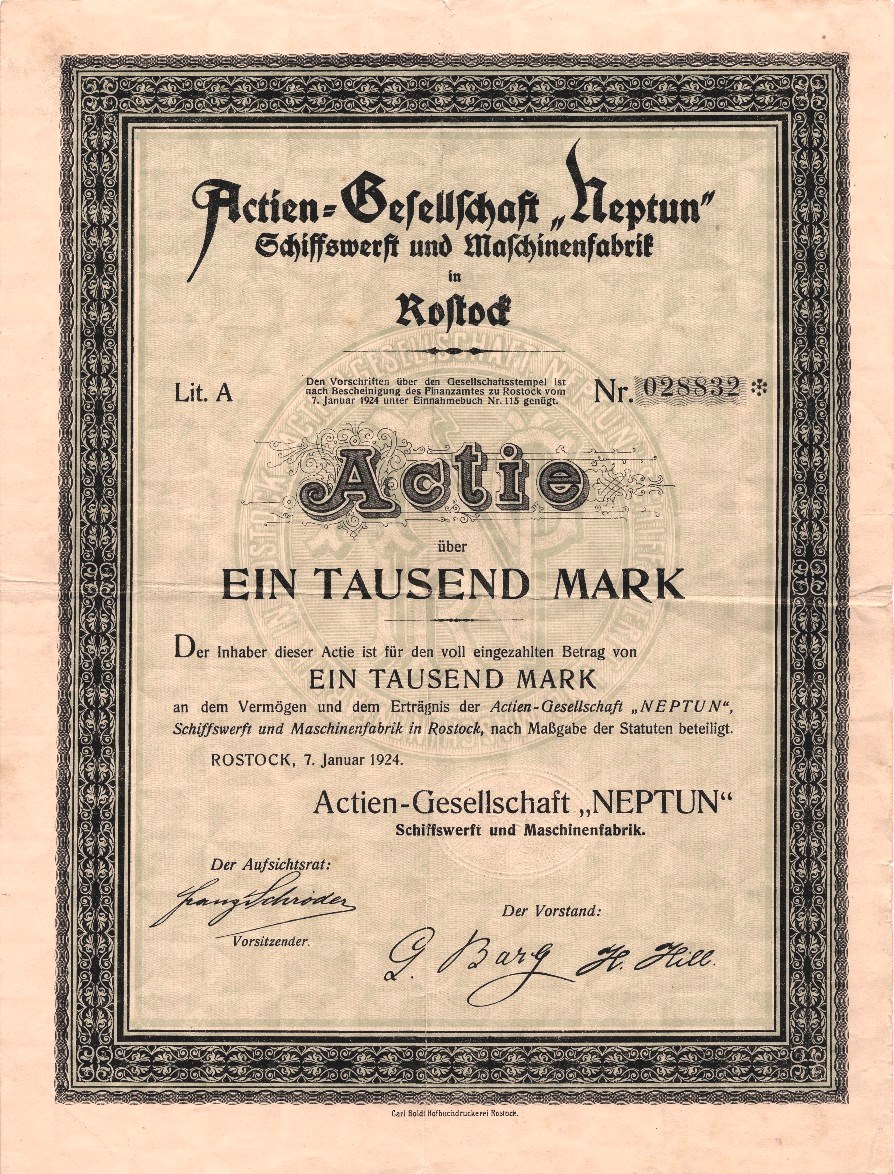 Actien-Gesellschaft „Neptun"
Schiffswerft und Maschinenfabrik
in
Rostock
Lit. A
Den Vorschriften über den Gesellschaftsstempel ist
nach Bescheinigung des Finanzamtes zu Rostock vom
7. Januar 1924 unter Einnahmebuch Nr. 115 genügt.
Nr. 028832 ✻
Actie
über
EIN TAUSEND MARK
Der Inhaber dieser Actie ist für den voll eingezahlten Betrag von
EIN TAUSEND MARK
an dem Vermögen und dem Erträgnis der Actien-Gesellschaft „NEPTUN“,
Schiffswerft und Maschinenfabrik in Rostock, nach Maßgabe der Statuten beteiligt.
ROSTOCK, 7. Januar 1924.
Actien-Gesellschaft „NEPTUN“
Schiffswerft und Maschinenfabrik.
Der Aufsichtsrat:
Franz Schröder
Vorsitzender.
Der Vorstand:
G. Barg H. Hill.
Carl Boldt Hofbuchdruckerei Rostock.